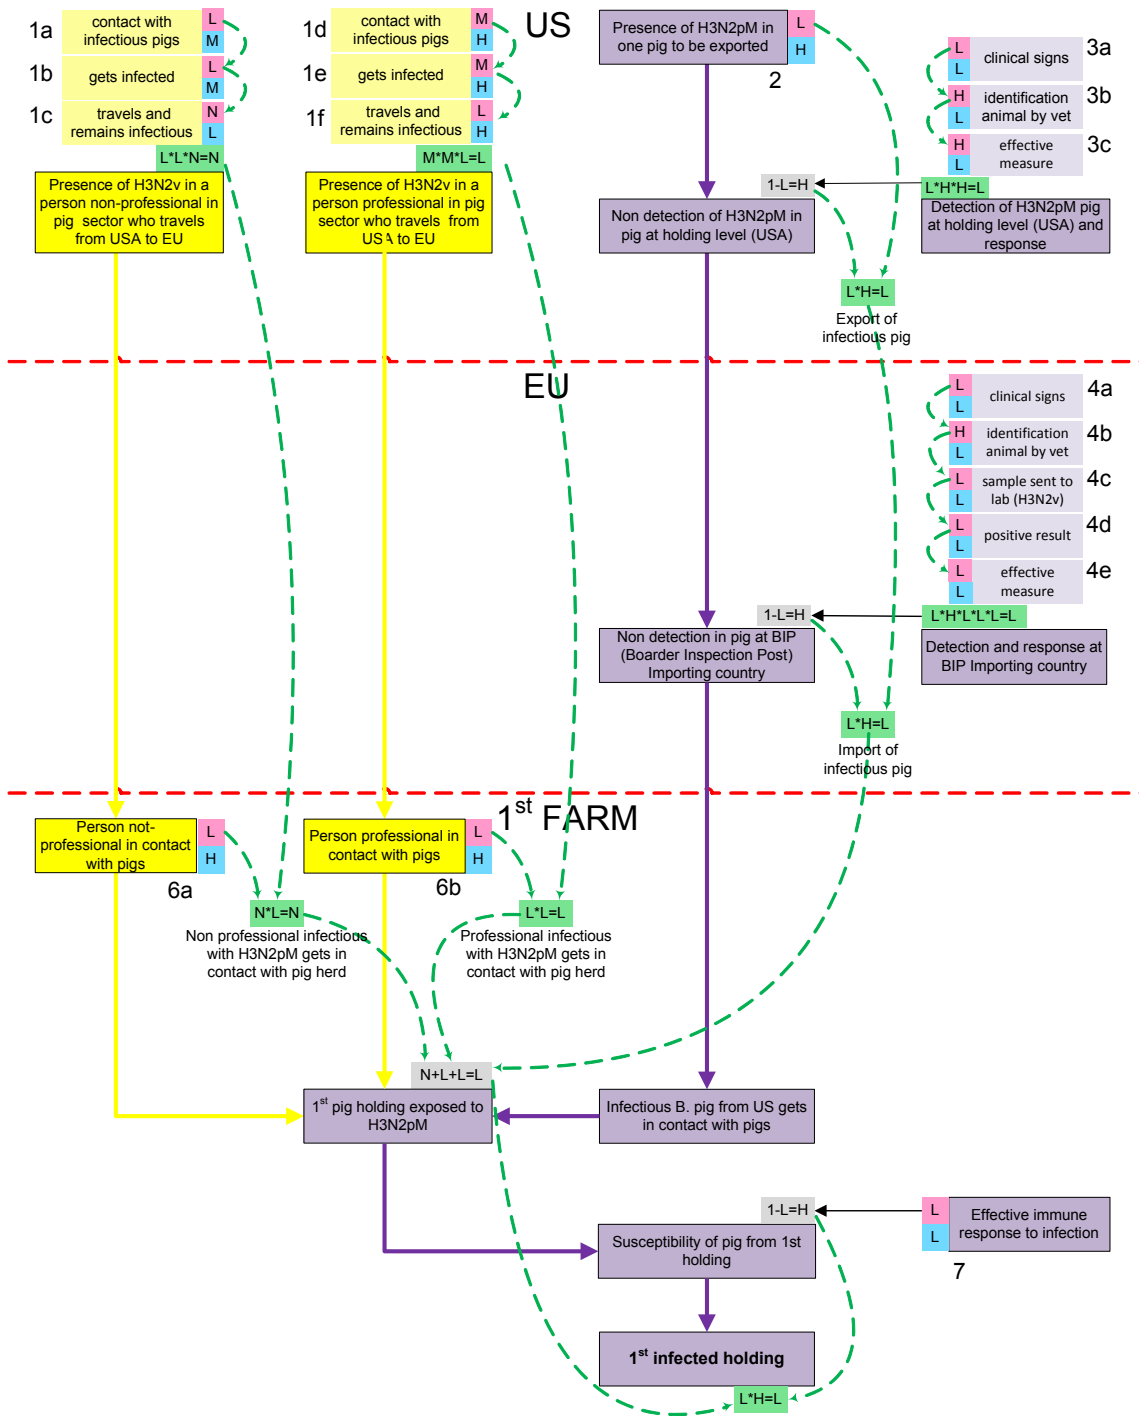 US
1a
contact with
infectious pigs
L
M
1b
gets infected
L
M
1c
travels and
remains infectious
N
L
L*L*N=N
Presence of H3N2v in a
person non-professional in
pig sector who travels
from USA to EU
1d
contact with
infectious pigs
M
H
1e
gets infected
M
H
1f
travels and
remains infectious
L
H
M*M*L=L
Presence of H3N2v in a
person professional in pig
sector who travels from
USA to EU
Presence of H3N2pM in
one pig to be exported
L
H
2
L
L
clinical signs
3a
H
L
identification
animal by vet
3b
H
L
effective
measure
3c
1-L=H
L*H*H=L
Non detection of H3N2pM in
pig at holding level (USA)
Detection of H3N2pM pig
at holding level (USA) and
response
L*H=L
Export of
infectious pig
EU
L
L
clinical signs
4a
H
L
identification
animal by vet
4b
L
L
sample sent to
lab (H3N2v)
4c
L
L
positive result
4d
L
L
effective
measure
4e
1-L=H
L*H*L*L*L=L
Non detection in pig at BIP
(Boarder Inspection Post)
Importing country
Detection and response at
BIP Importing country
L*H=L
Import of
infectious pig
1st FARM
Person not-
professional in contact
with pigs
L
H
6a
Person professional in
contact with pigs
L
H
6b
N*L=N
Non professional infectious
with H3N2pM gets in
contact with pig herd
L*L=L
Professional infectious
with H3N2pM gets in
contact with pig herd
N+L+L=L
1st pig holding exposed to
H3N2pM
Infectious B. pig from US gets
in contact with pigs
1-L=H
Susceptibility of pig from 1st
holding
L
L
Effective immune
response to infection
7
1st infected holding
L*H=L